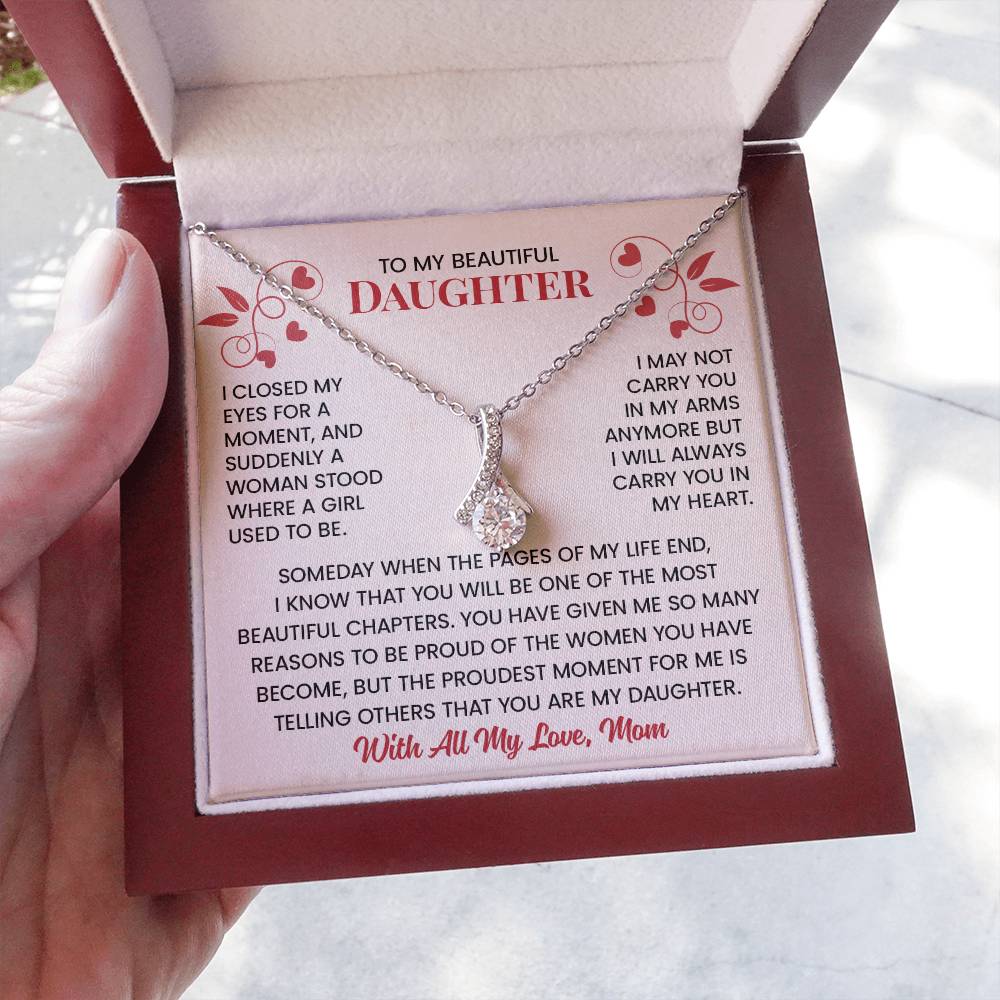 TO MY BEAUTIFUL
DAUGHTER
I CLOSED MY
EYES FOR A
MOMENT, AND
SUDDENLY A
WOMAN STOOD
WHERE A GIRL
USED TO BE.
I MAY NOT
CARRY YOU
IN MY ARMS
ANYMORE BUT
I WILL ALWAYS
CARRY YOU IN
MY HEART.
SOMEDAY WHEN THE PAGES OF MY LIFE END,
I KNOW THAT YOU WILL BE ONE OF THE MOST
BEAUTIFUL CHAPTERS. YOU HAVE GIVEN ME SO MANY
REASONS TO BE PROUD OF THE WOMEN YOU HAVE
BECOME, BUT THE PROUDEST MOMENT FOR ME IS
TELLING OTHERS THAT YOU ARE MY DAUGHTER.
With All My Love, Mom